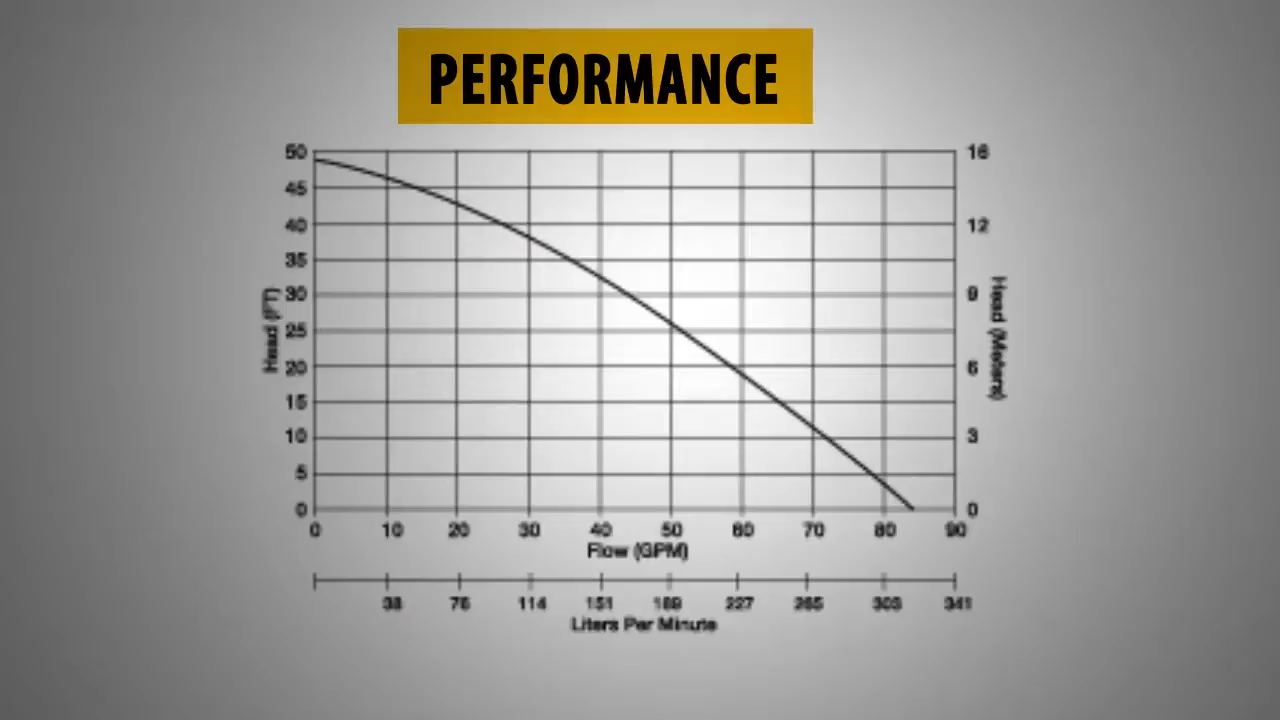 PERFORMANCE
50 16
45
40 12
35
30 9
25
20 6
15
10 3
5
0 0
Head (FT)
Head (Meters)
0 10 20 30 40 50 60 70 80 90
Flow (GPM)
38 76 114 151 189 227 265 303 341
Liters Per Minute